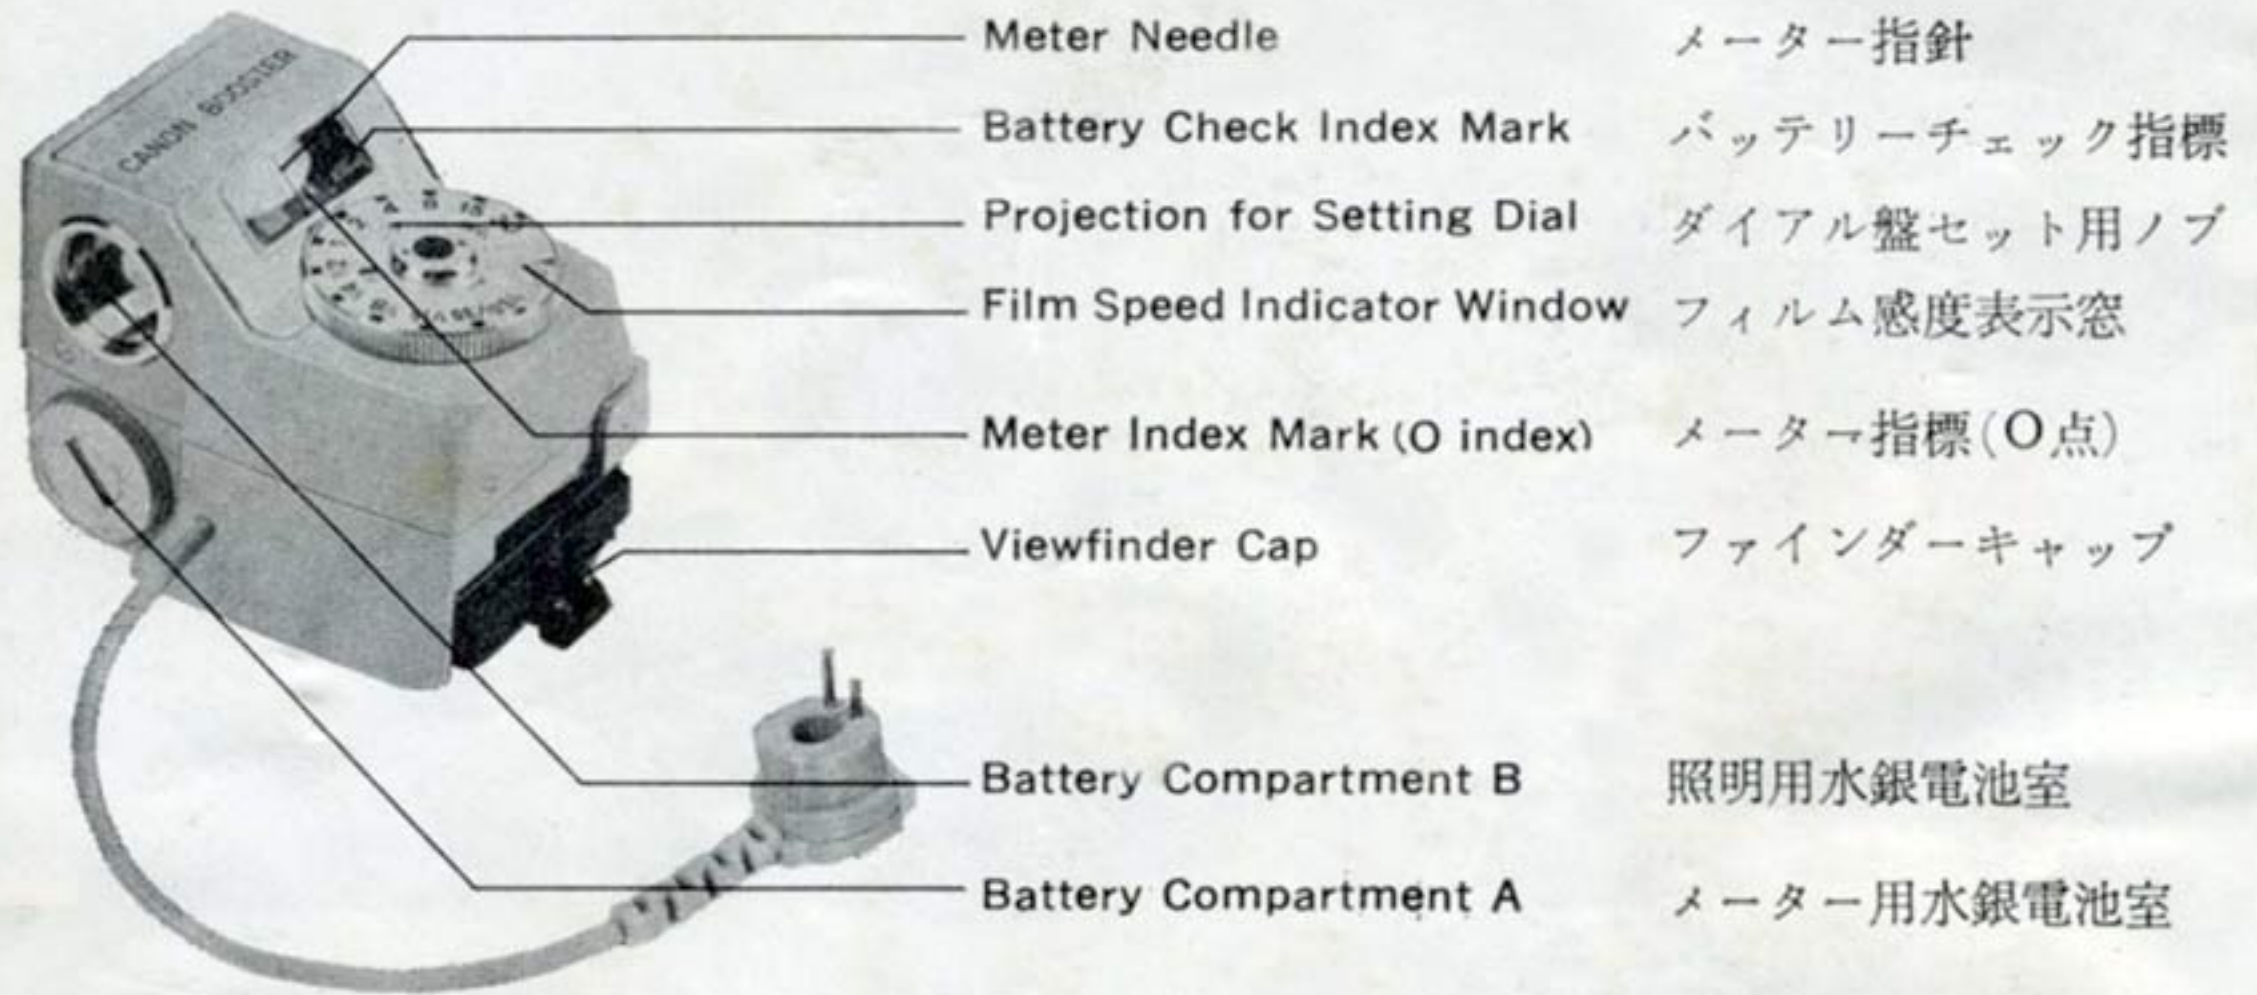 CANON BOOSTER
Meter Needle メーター指針
Battery Check Index Mark バッテリーチェック指標
Projection for Setting Dial ダイアル盤セット用ノブ
Film Speed Indicator Window フィルム感度表示窓
Meter Index Mark (O index) メーター指標(O点)
Viewfinder Cap ファインダーキャップ
Battery Compartment B 照明用水銀電池室
Battery Compartment A メーター用水銀電池室